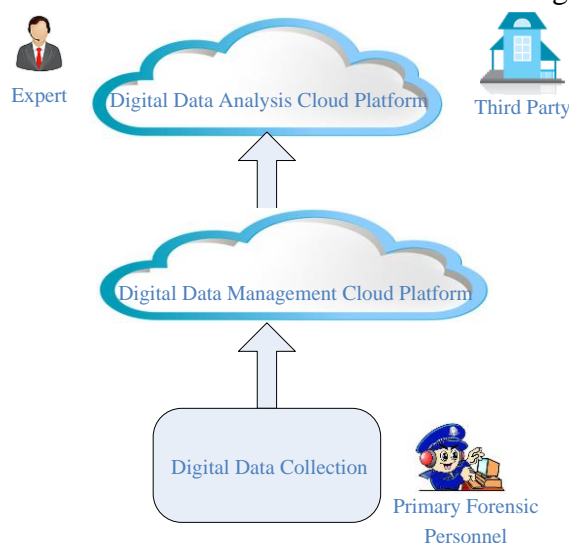 Expert
Digital Data Analysis Cloud Platform
Third Party
Digital Data Management Cloud Platform
Digital Data Collection
Primary Forensic
Personnel